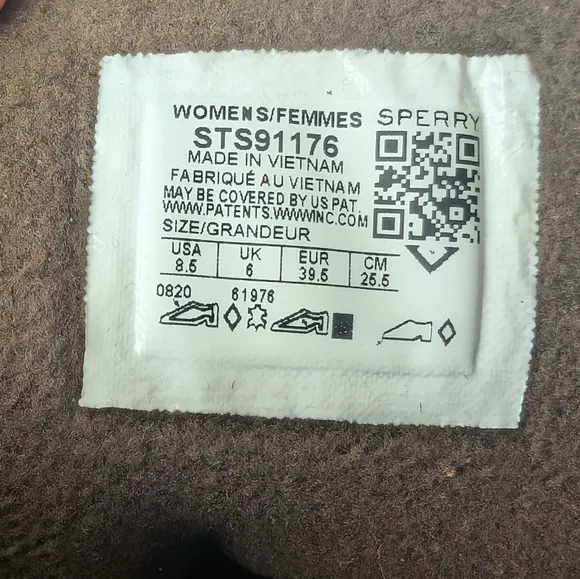 WOMENS/FEMMES SPERRY
STS91176
MADE IN VIETNAM
FABRIQUÉ AU VIETNAM
MAY BE COVERED BY US PAT.
WWW.PATENTS.WWWINC.COM
SIZE/GRANDEUR
USA UK EUR CM
8.5 6 39.5 25.5
0820 61976